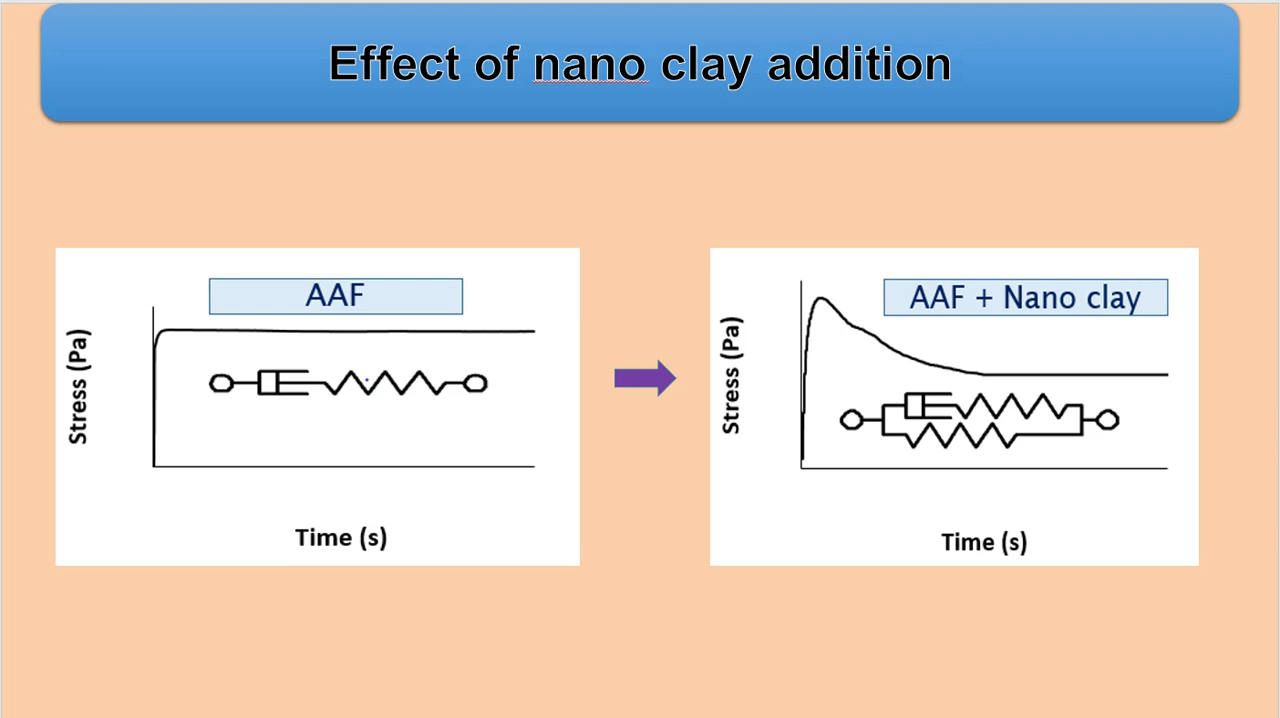 Effect of nano clay addition
AAF
Stress (Pa)
Time (s)
AAF + Nano clay
Stress (Pa)
Time (s)